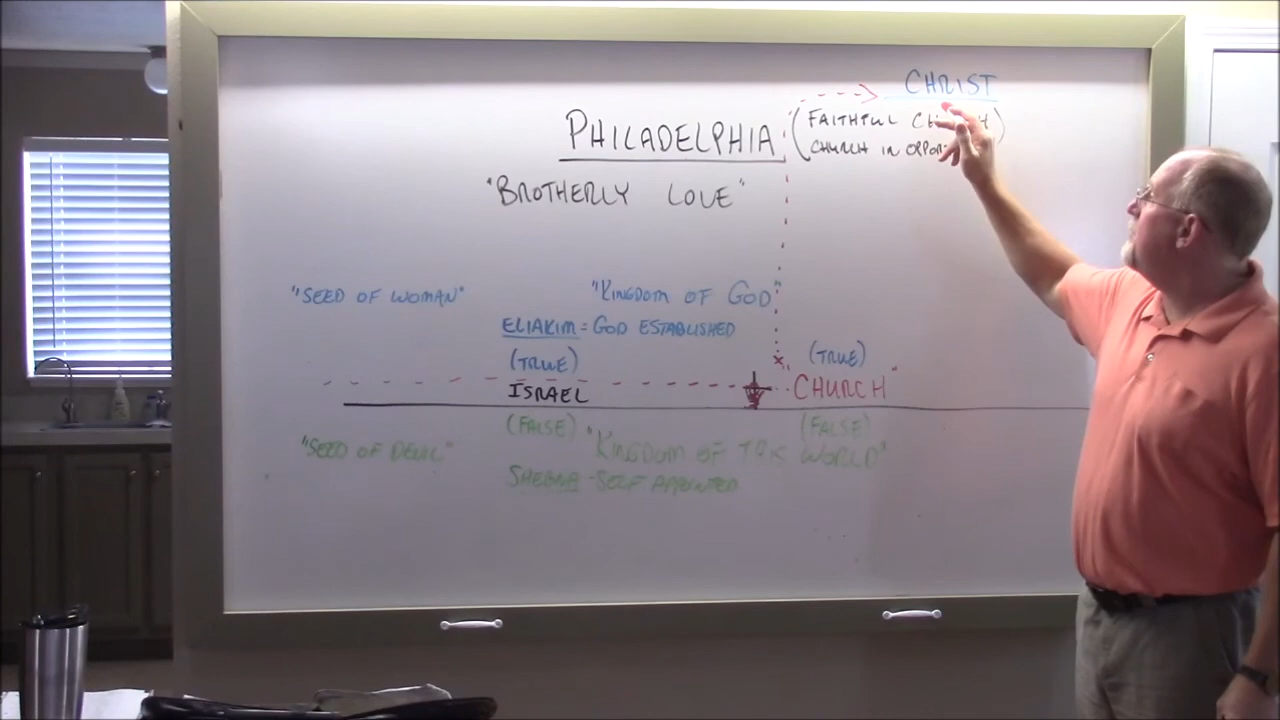 CHRIST
PHILADELPHIA (FAITHFUL
CHURCH IN
"BROTHERLY LOVE"
"SEED OF WOMAN" "KINGDOM OF GOD"
ELIAKIM = GOD ESTABLISHED
(TRUE) (TRUE)
ISRAEL "CHURCH"
(FALSE) (FALSE)
"SEED OF DEVIL" "KINGDOM OF THIS WORLD"
SHEBNA - SELF APPOINTED